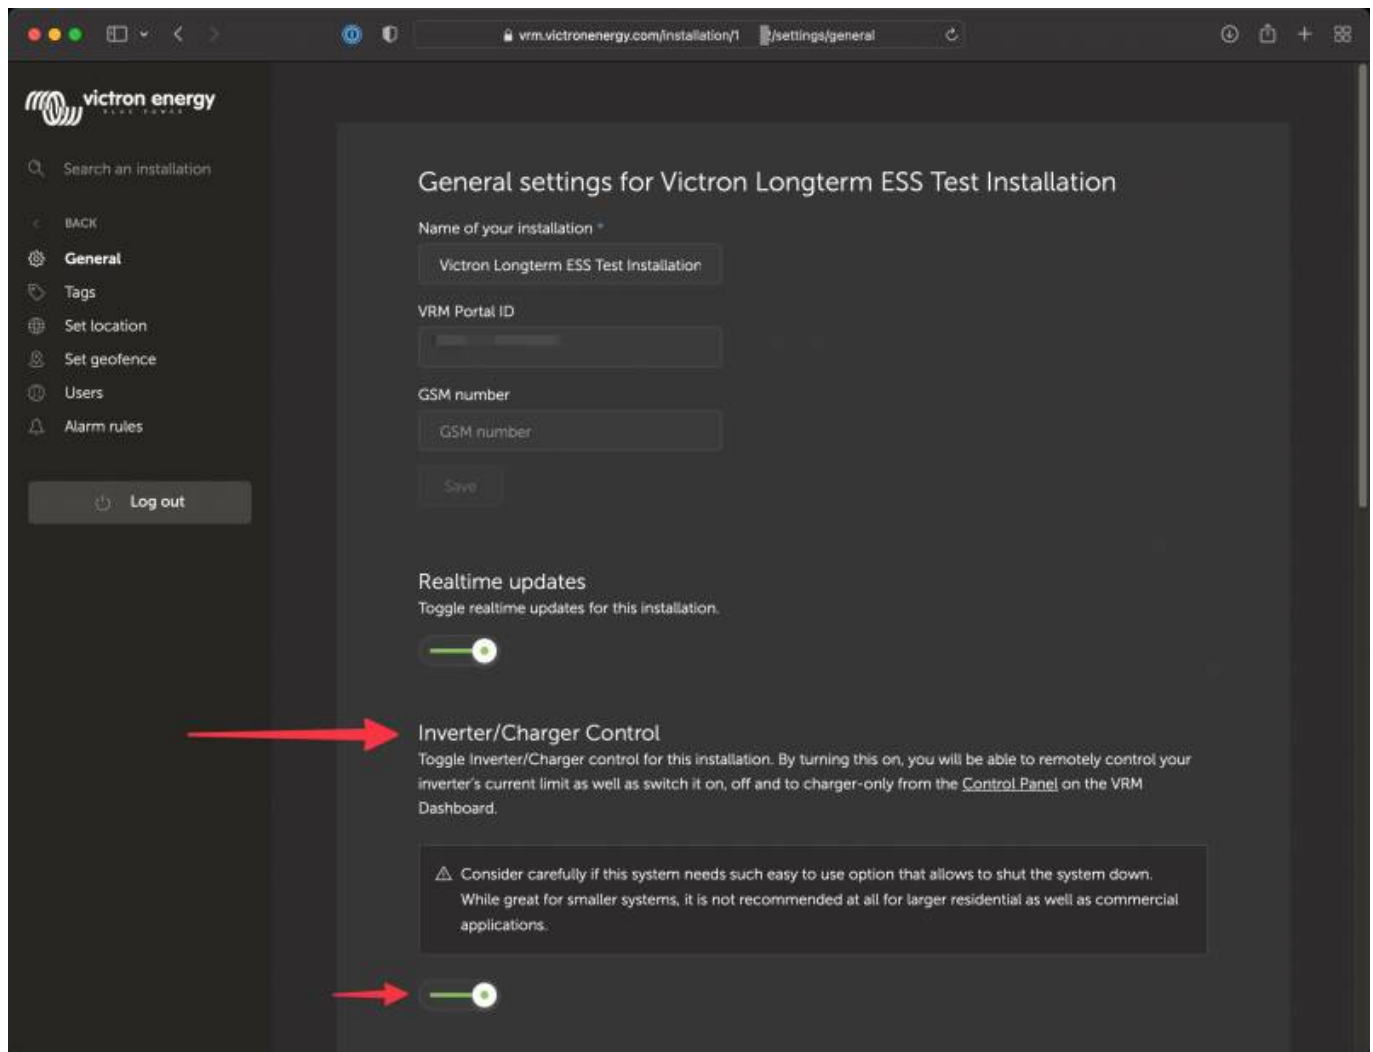 vrm.victronenergy.com/installation/1 /settings/general
victron energy
BLUE POWER
Search an installation
BACK
General
Tags
Set location
Set geofence
Users
Alarm rules
Log out
General settings for Victron Longterm ESS Test Installation
Name of your installation *
Victron Longterm ESS Test Installation
VRM Portal ID
GSM number
GSM number
Save
Realtime updates
Toggle realtime updates for this installation.
Inverter/Charger Control
Toggle Inverter/Charger control for this installation. By turning this on, you will be able to remotely control your
inverter's current limit as well as switch it on, off and to charger-only from the Control Panel on the VRM
Dashboard.
Consider carefully if this system needs such easy to use option that allows to shut the system down.
While great for smaller systems, it is not recommended at all for larger residential as well as commercial
applications.